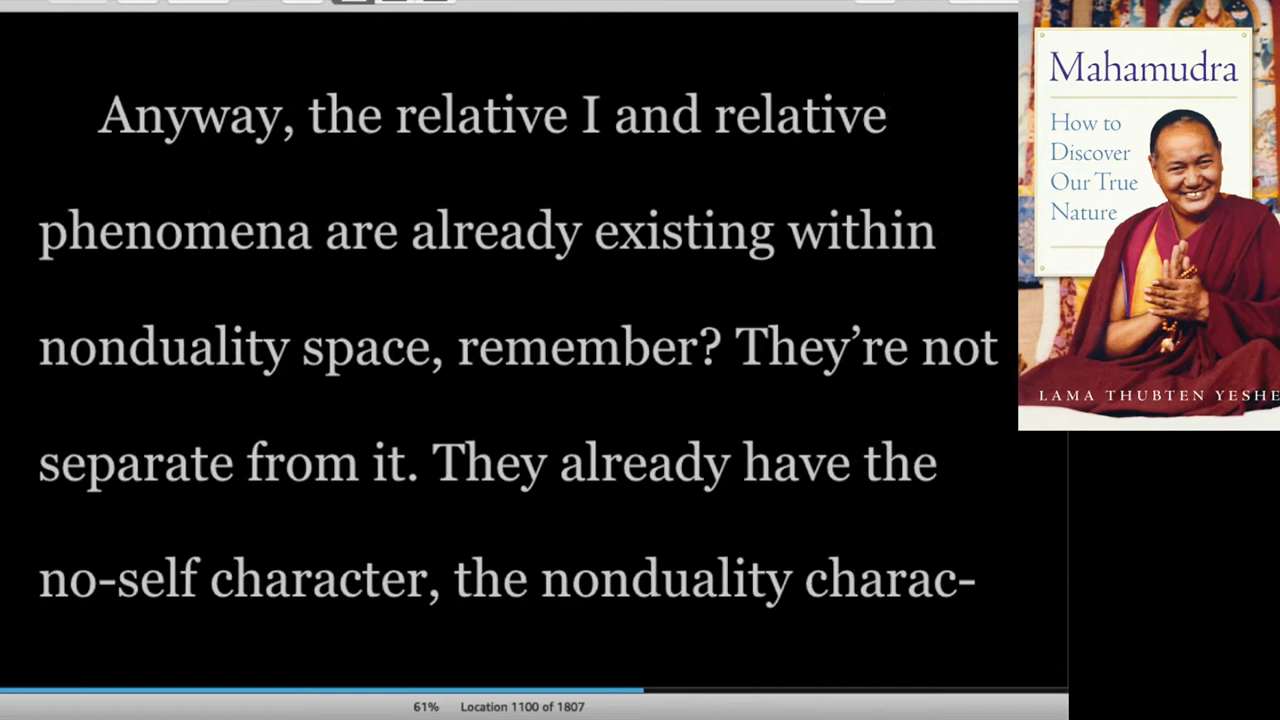 Anyway, the relative I and relative
phenomena are already existing within
nonduality space, remember? They’re not
separate from it. They already have the
no-self character, the nonduality charac-
61% Location 1100 of 1807
Mahamudra
How to
Discover
Our True
Nature
LAMA THUBTEN YESHE